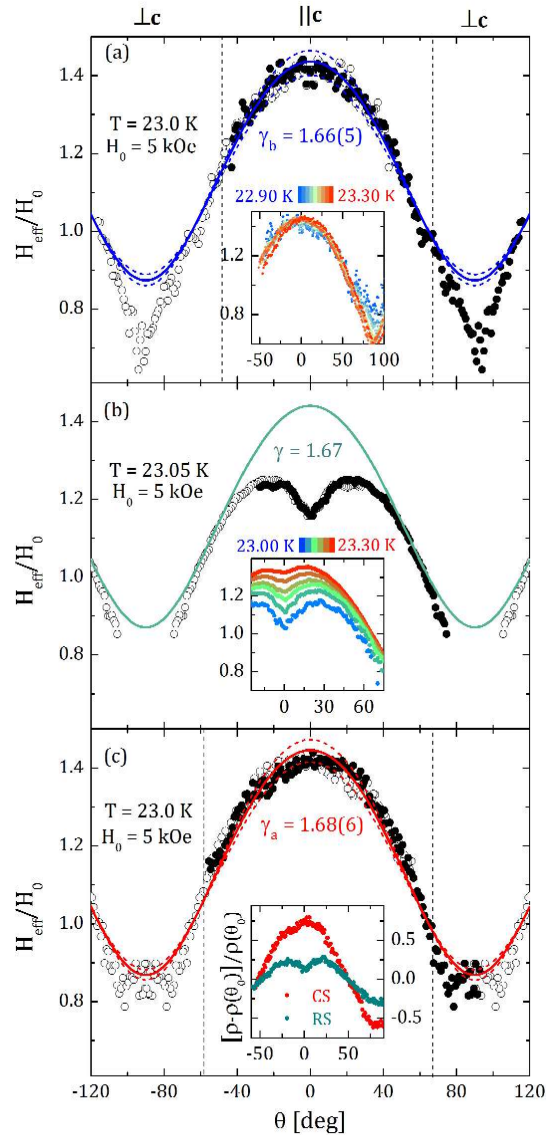 ⊥c ||c ⊥c
(a)
1.4
T = 23.0 K
H₀ = 5 kOe
γb = 1.66(5)
1.2
22.90 K 23.30 K
1.0
1.2
0.8
0.8
-50 0 50 100
Heff/H0
(b)
1.4
γ = 1.67
T = 23.05 K
H₀ = 5 kOe
1.2
23.00 K 23.30 K
1.0
1.2
1.0
0.8
0.8
0 30 60
Heff/H0
(c)
1.4
T = 23.0 K
H₀ = 5 kOe
γa = 1.68(6)
1.2
[ρ-ρ(θ₀)]/ρ(θ₀)
0.5
1.0
0.0
CS
RS
-0.5
0.8
-50 0 50
Heff/H0
-120 -80 -40 0 40 80 120
θ [deg]